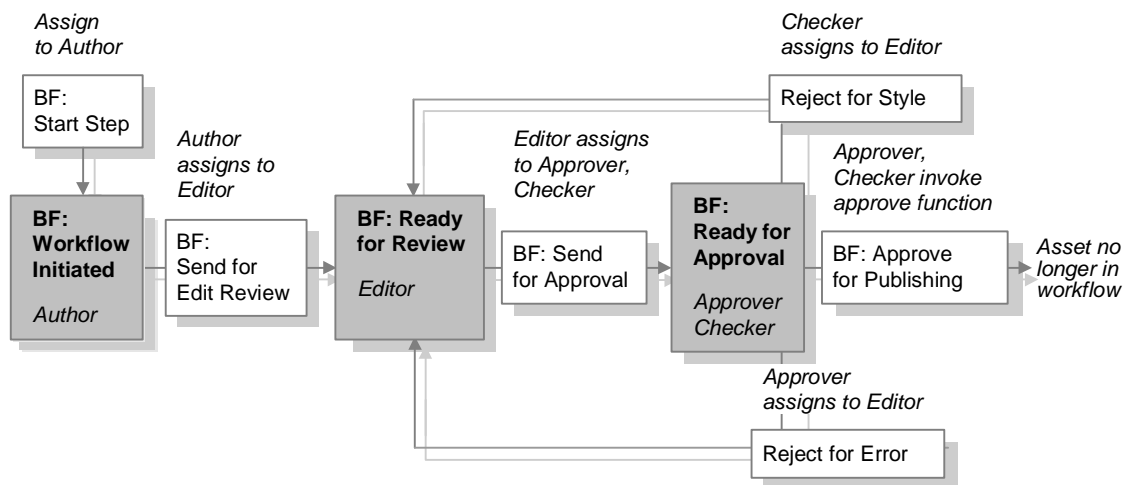 Assign
to Author
BF:
Start Step
BF:
Workflow
Initiated
Author
Author
assigns to
Editor
BF:
Send for
Edit Review
BF: Ready
for Review
Editor
Editor assigns
to Approver,
Checker
BF: Send
for Approval
BF:
Ready for
Approval
Approver
Checker
Checker
assigns to Editor
Reject for Style
Approver,
Checker invoke
approve function
BF: Approve
for Publishing
Asset no
longer in
workflow
Approver
assigns to Editor
Reject for Error